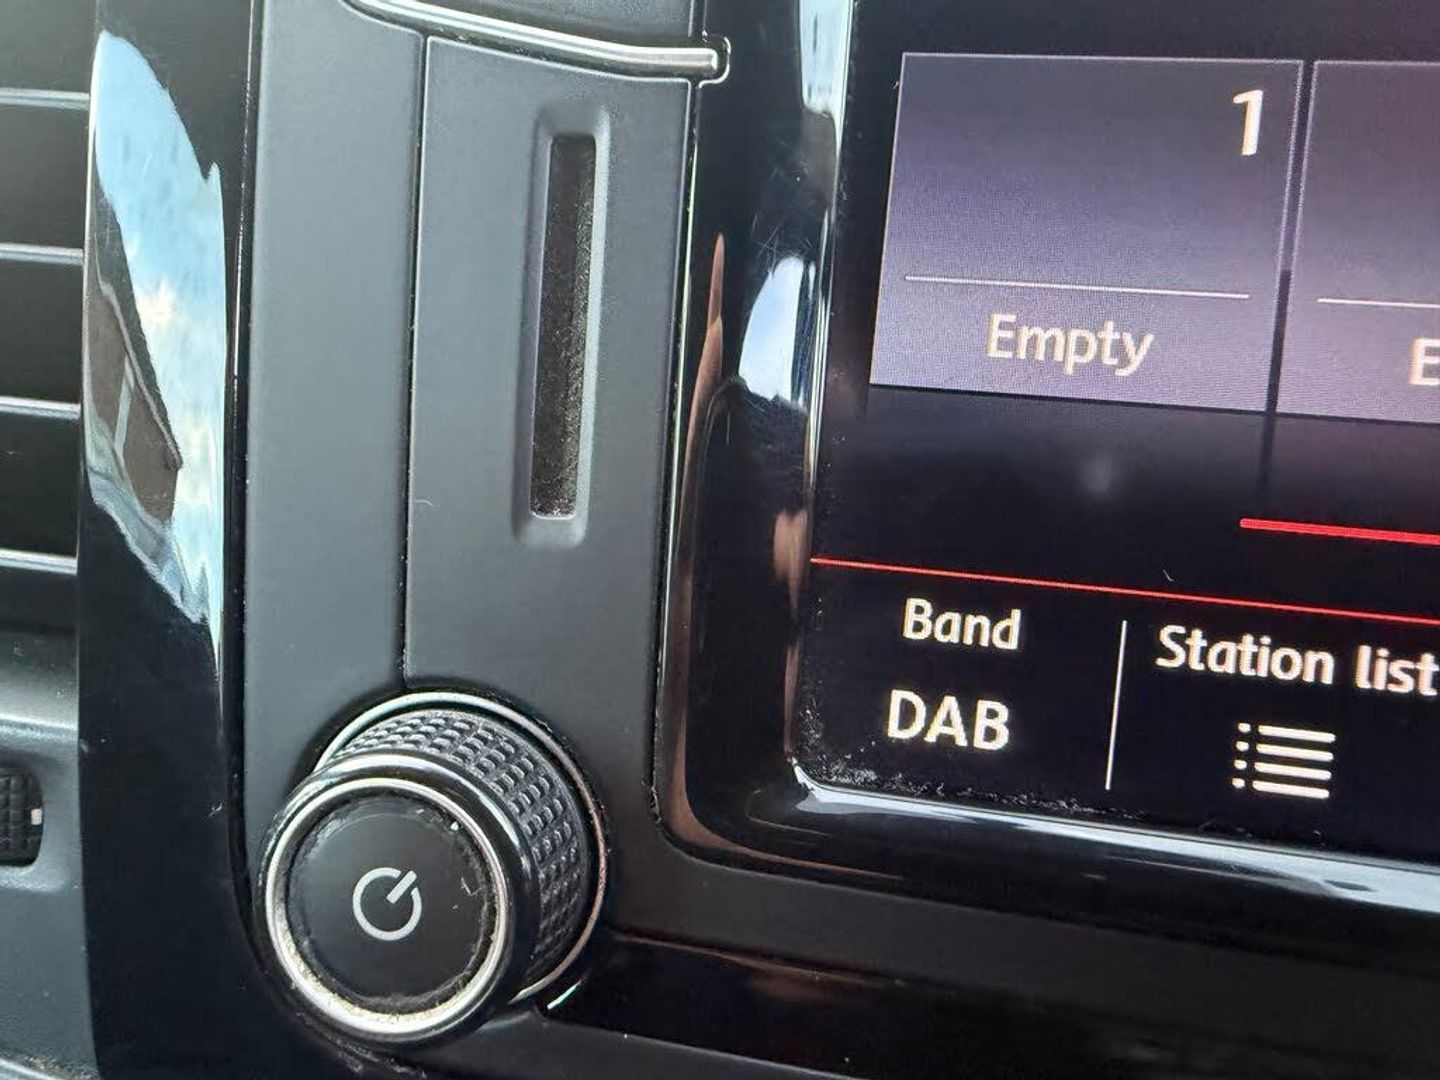 1
Empty
Band
Station list
DAB